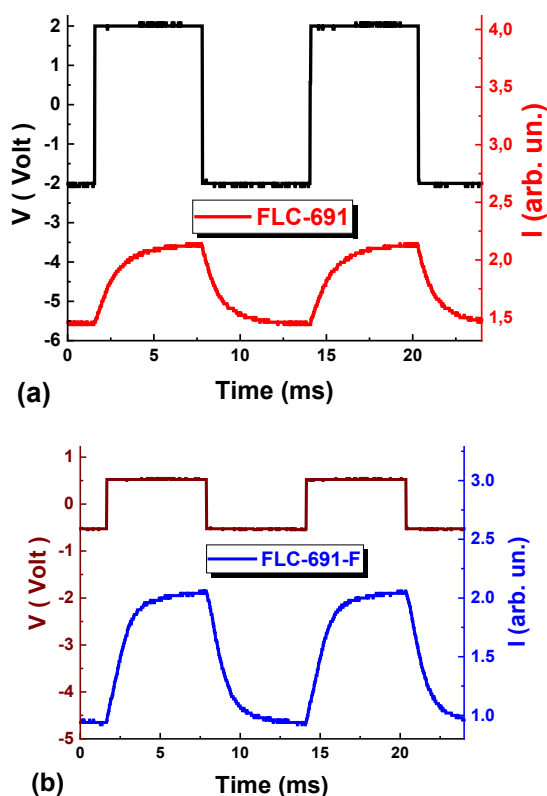 2
1
0
-1
-2
-3
-4
-5
-6
V ( Volt )
4,0
3,5
3,0
2,5
2,0
1,5
I (arb. un.)
FLC-691
0 5 10 15 20
Time (ms)
(a)
1
0
-1
-2
-3
-4
-5
V ( Volt )
3.0
2.5
2.0
1.5
1.0
I (arb. un.)
FLC-691-F
0 5 10 15 20
Time (ms)
(b)